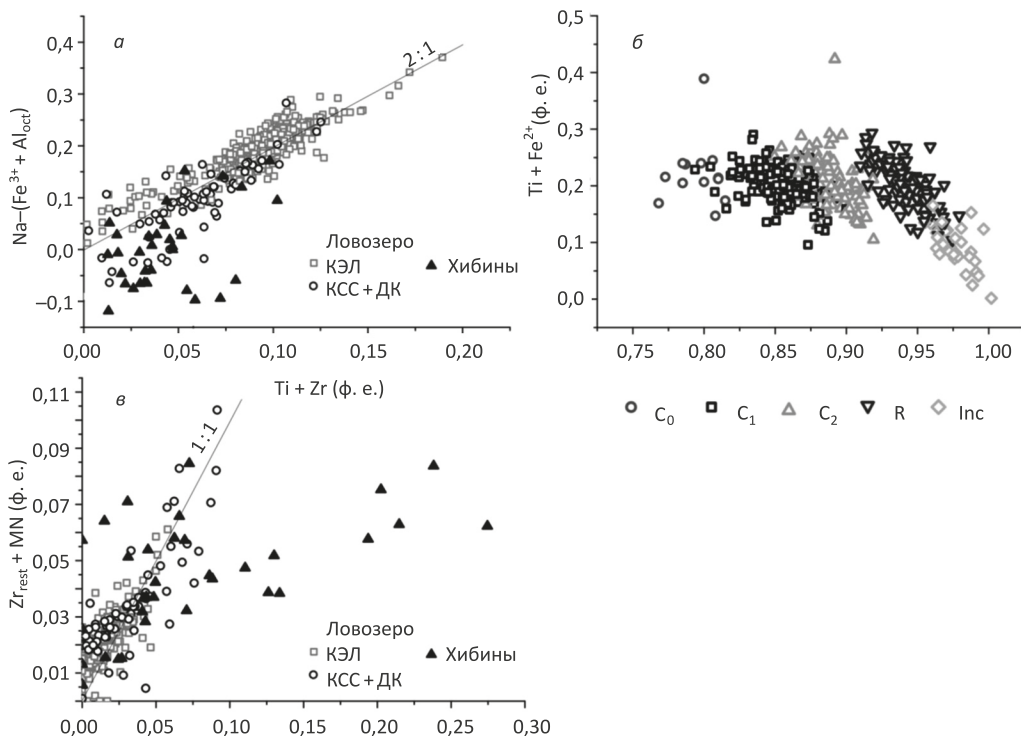 а
2 : 1
Na–(Fe³⁺ + Al_oct)
0,4
0,3
0,2
0,1
0,0
–0,1
Ловозеро
КЭЛ
Хибины
КСС + ДК
0,00 0,05 0,10 0,15 0,20
Ti + Zr (ф. е.)
б
Ti + Fe²⁺(ф. е.)
0,5
0,4
0,3
0,2
0,1
0,0
0,75 0,80 0,85 0,90 0,95 1,00
C₀ C₁ C₂ R Inc
в
1 : 1
Zr_rest + MN (ф. е.)
0,11
0,09
0,07
0,05
0,03
0,01
Ловозеро
КЭЛ
Хибины
КСС + ДК
0,00 0,05 0,10 0,15 0,20 0,25 0,30